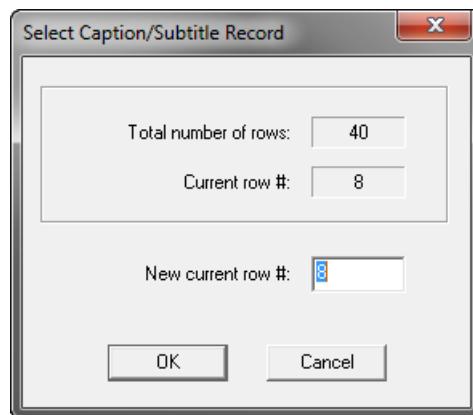 Select Caption/Subtitle Record
Total number of rows: 40
Current row #: 8
New current row #: 8
OK Cancel